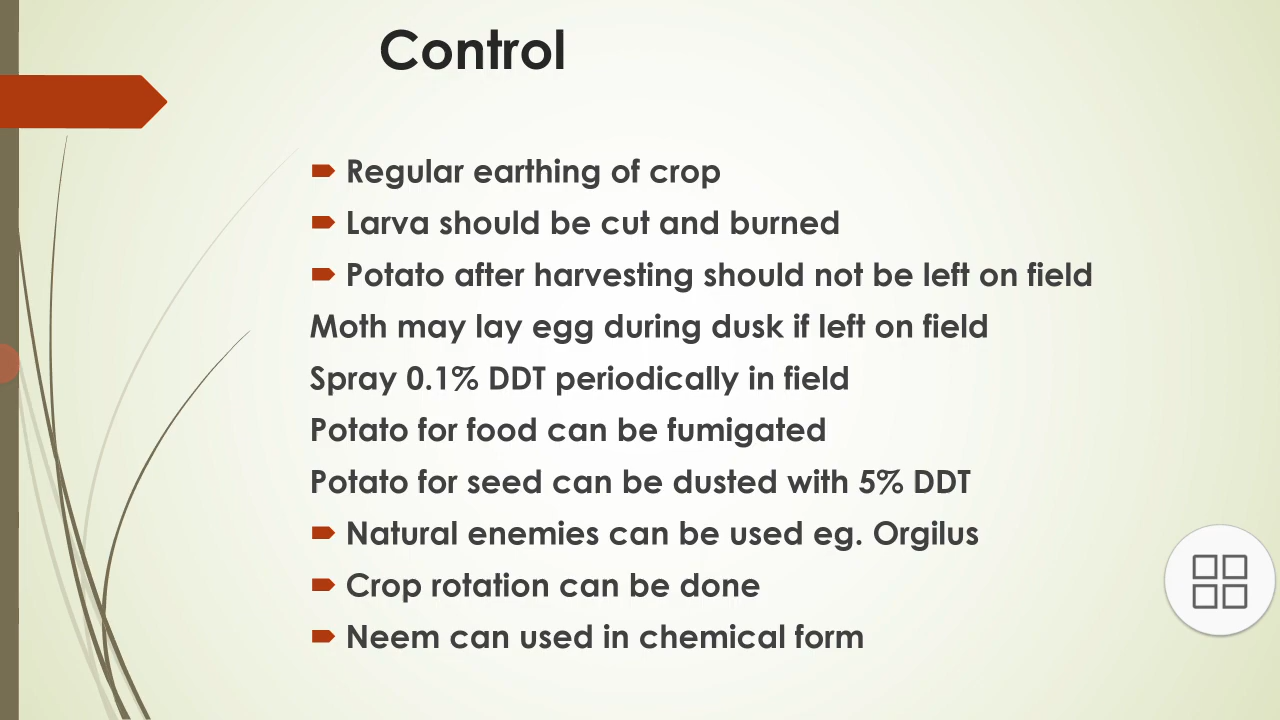 Control
Regular earthing of crop
Larva should be cut and burned
Potato after harvesting should not be left on field
Moth may lay egg during dusk if left on field
Spray 0.1% DDT periodically in field
Potato for food can be fumigated
Potato for seed can be dusted with 5% DDT
Natural enemies can be used eg. Orgilus
Crop rotation can be done
Neem can used in chemical form